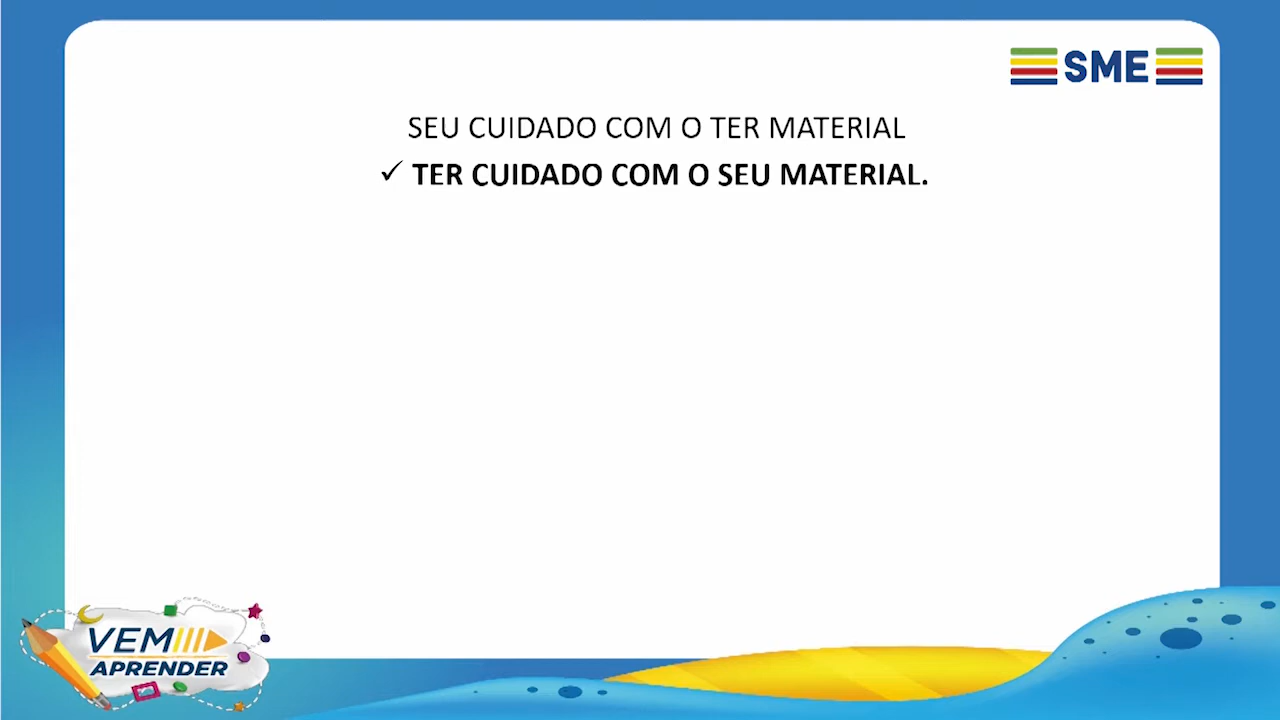 SME
SEU CUIDADO COM O TER MATERIAL
✓ TER CUIDADO COM O SEU MATERIAL.
VEM
APRENDER